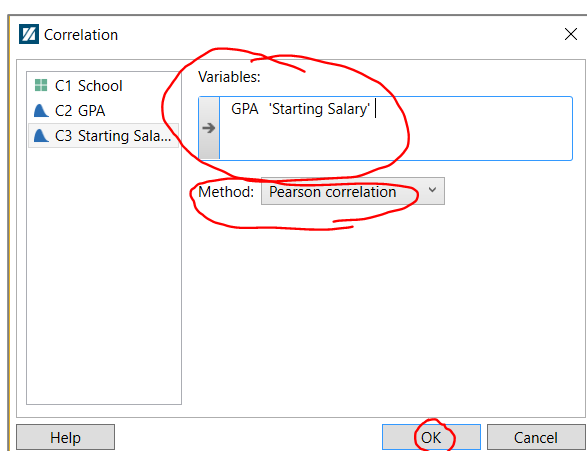 Correlation
C1 School
C2 GPA
C3 Starting Sala...
Variables:
GPA 'Starting Salary'
Method: Pearson correlation
Help
OK
Cancel